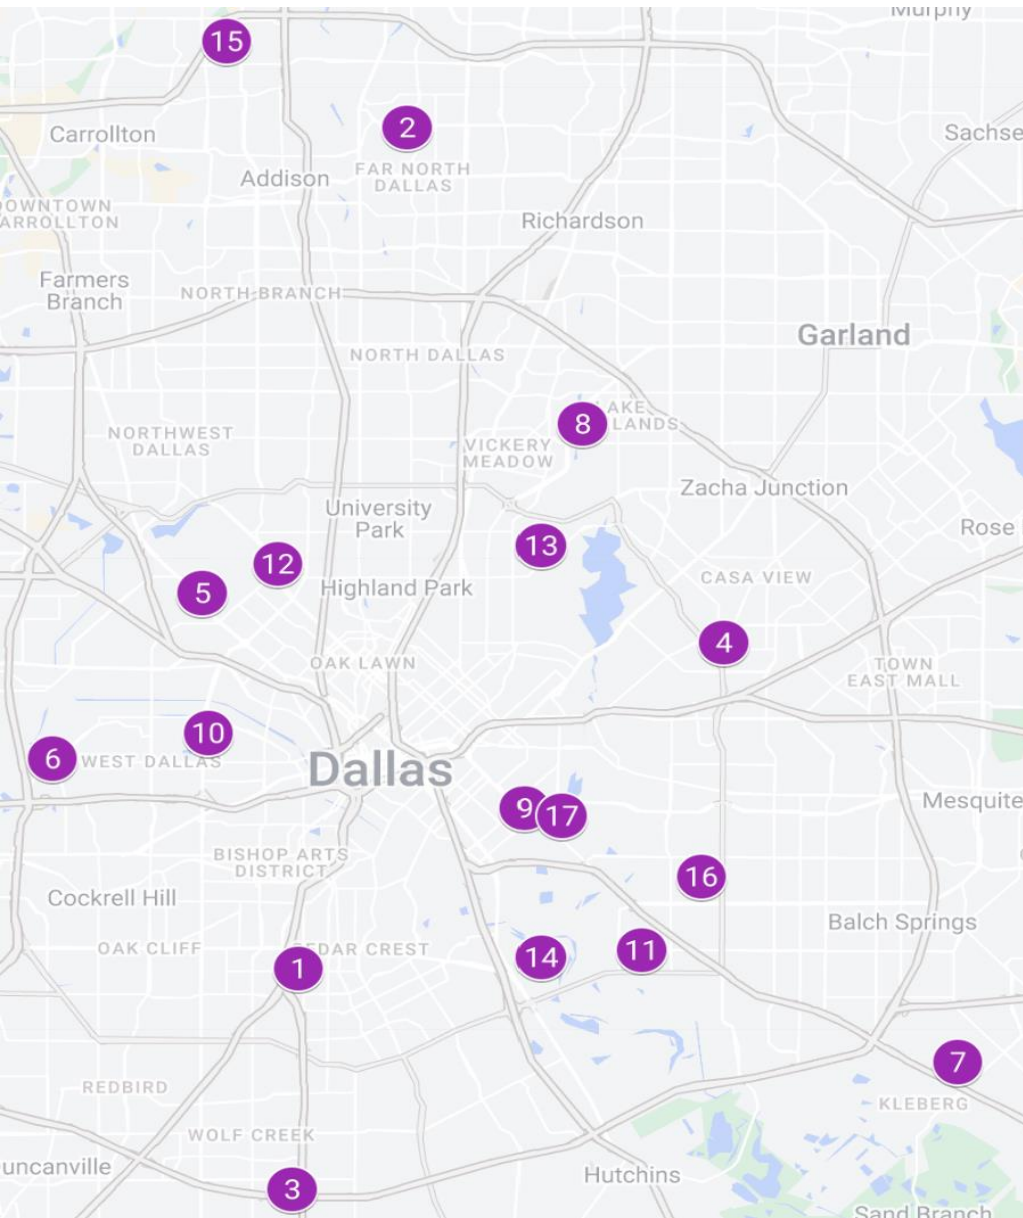 Murphy
15
2
Carrollton
Sachse
FAR NORTH
DALLAS
Addison
OWNTOWN
ARROLLTON
Richardson
Farmers
Branch
NORTH BRANCH
Garland
NORTH DALLAS
8
AKE
LANDS
NORTHWEST
DALLAS
VICKERY
MEADOW
Zacha Junction
University
Park
Rose
13
12
CASA VIEW
5
Highland Park
4
OAK LAWN
TOWN
EAST MALL
10
6
WEST DALLAS
Dallas
9
17
Mesquite
BISHOP ARTS
DISTRICT
16
Cockrell Hill
Balch Springs
OAK CLIFF
EDAR CREST
11
14
1
7
REDBIRD
KLEBERG
WOLF CREEK
uncanville
Hutchins
3
Sand Branch